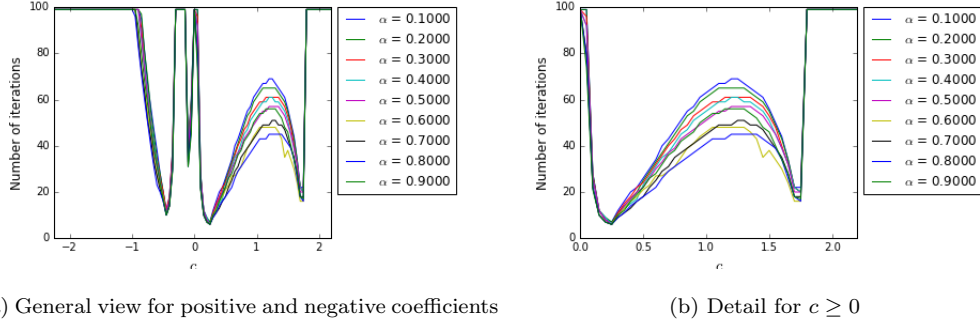 100
80
60
40
20
0
Number of iterations
−2
−1
0
1
2
c
α = 0.1000
α = 0.2000
α = 0.3000
α = 0.4000
α = 0.5000
α = 0.6000
α = 0.7000
α = 0.8000
α = 0.9000
) General view for positive and negative coefficients
100
80
60
40
20
0
Number of iterations
0.0
0.5
1.0
1.5
2.0
c
α = 0.1000
α = 0.2000
α = 0.3000
α = 0.4000
α = 0.5000
α = 0.6000
α = 0.7000
α = 0.8000
α = 0.9000
(b) Detail for c ≥ 0